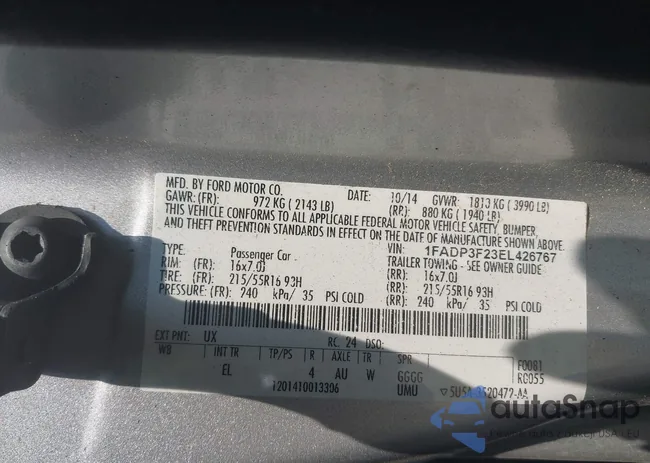 MFD. BY FORD MOTOR CO. DATE: 10/14 GVWR: 1810 KG ( 3990 LB)
GAWR: (FR): 972 KG ( 2143 LB) (RR): 880 KG ( 1940 LB)
THIS VEHICLE CONFORMS TO ALL APPLICABLE FEDERAL MOTOR VEHICLE SAFETY, BUMPER,
AND THEFT PREVENTION STANDARDS IN EFFECT ON THE DATE OF MANUFACTURE SHOWN ABOVE.
VIN: 1FADP3F23EL426767
TYPE: Passenger Car TRAILER TOWING - SEE OWNER GUIDE
RIM: (FR): 16x7.0J (RR): 16x7.0J
TIRE: (FR): 215/55R16 93H (RR): 215/55R16 93H
PRESSURE: (FR): 240 kPa/ 35 PSI COLD (RR): 240 kPa/ 35 PSI COLD
EXT PNT: UX RC: 24 DSO:
WB INT TR TP/PS R AXLE TR SPR F0081
EL 4 AU W GGGG R0055
1201410013306 UMU
autoSnap